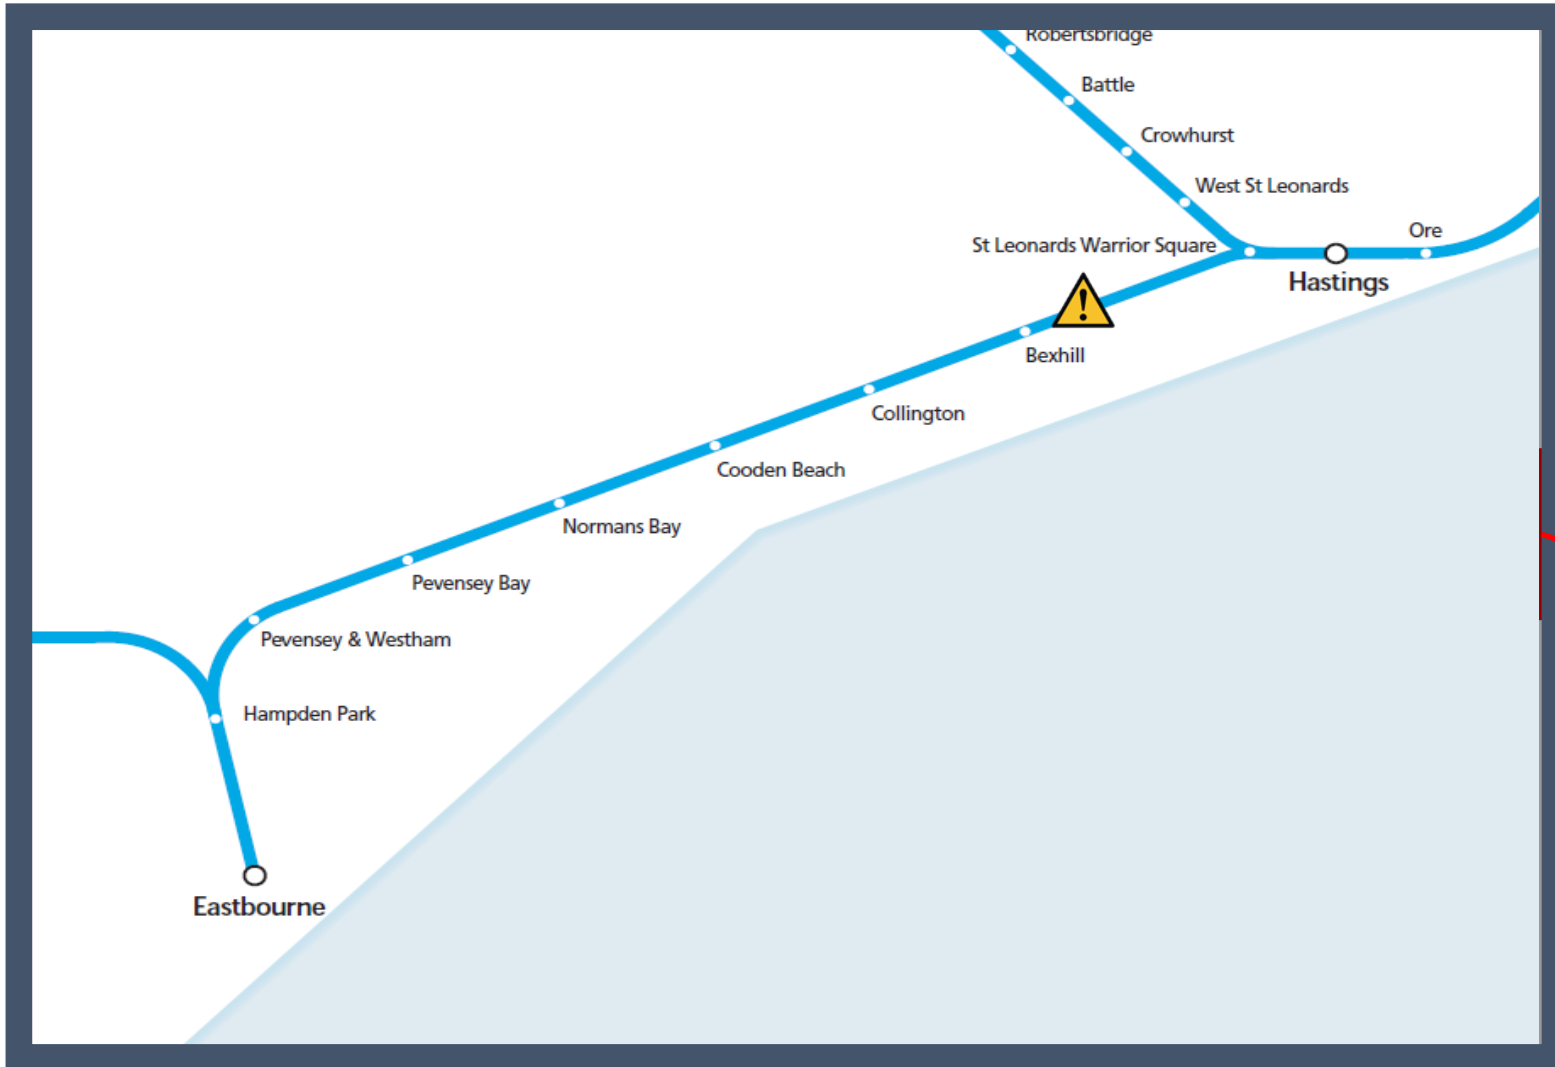 Robertsbridge
Battle
Crowhurst
West St Leonards
St Leonards Warrior Square
Ore
Hastings
Bexhill
Collington
Cooden Beach
Normans Bay
Pevensey Bay
Pevensey & Westham
Hampden Park
Eastbourne